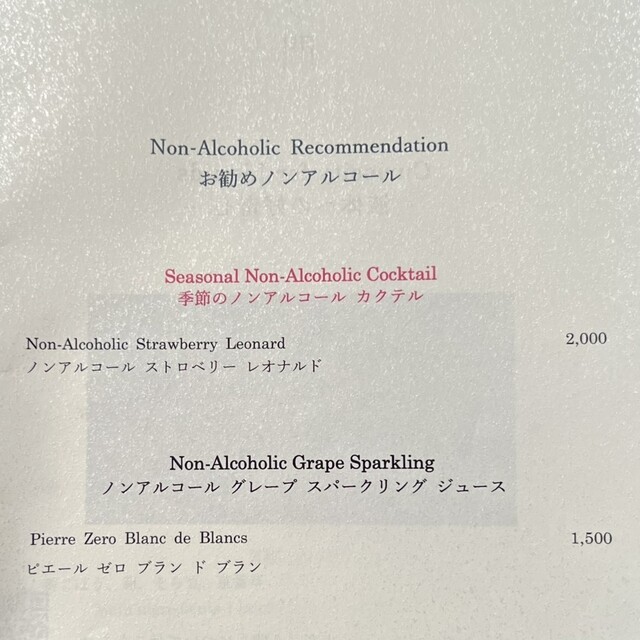 Non-Alcoholic Recommendation
お勧めノンアルコール
Seasonal Non-Alcoholic Cocktail
季節のノンアルコール カクテル
Non-Alcoholic Strawberry Leonard 2,000
ノンアルコール ストロベリー レオナルド
Non-Alcoholic Grape Sparkling
ノンアルコール グレープ スパークリング ジュース
Pierre Zero Blanc de Blancs 1,500
ピエール ゼロ ブラン ド ブラン